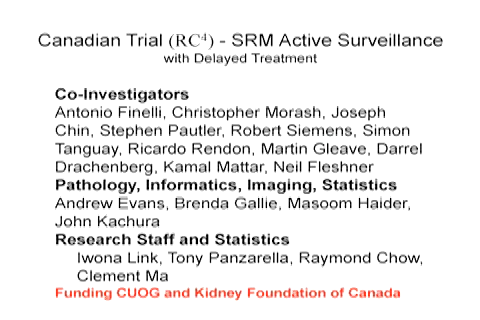 Canadian Trial (RC⁴) - SRM Active Surveillance
with Delayed Treatment
Co-Investigators
Antonio Finelli, Christopher Morash, Joseph
Chin, Stephen Pautler, Robert Siemens, Simon
Tanguay, Ricardo Rendon, Martin Gleave, Darrel
Drachenberg, Kamal Mattar, Neil Fleshner
Pathology, Informatics, Imaging, Statistics
Andrew Evans, Brenda Gallie, Masoom Haider,
John Kachura
Research Staff and Statistics
Iwona Link, Tony Panzarella, Raymond Chow,
Clement Ma
Funding CUOG and Kidney Foundation of Canada